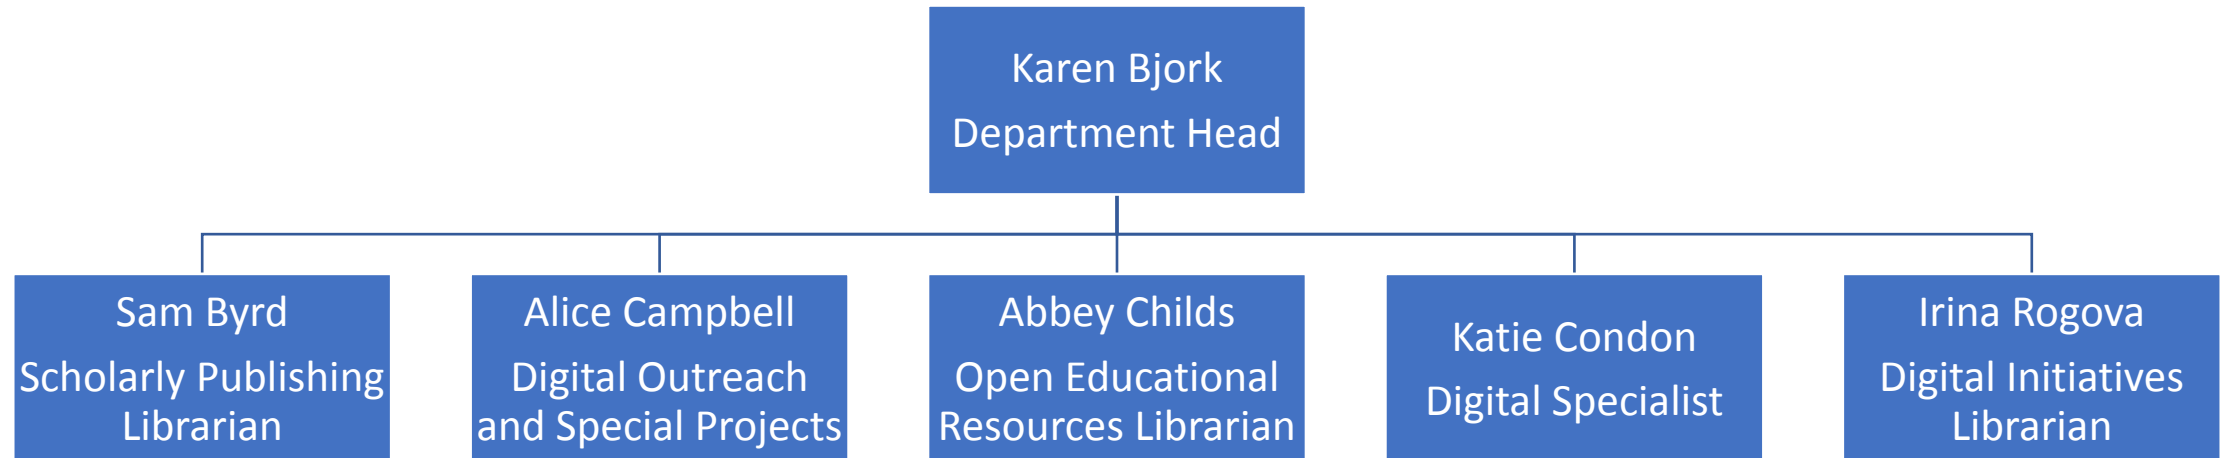 Karen Bjork
Department Head
Sam Byrd
Scholarly Publishing
Librarian
Alice Campbell
Digital Outreach
and Special Projects
Abbey Childs
Open Educational
Resources Librarian
Katie Condon
Digital Specialist
Irina Rogova
Digital Initiatives
Librarian